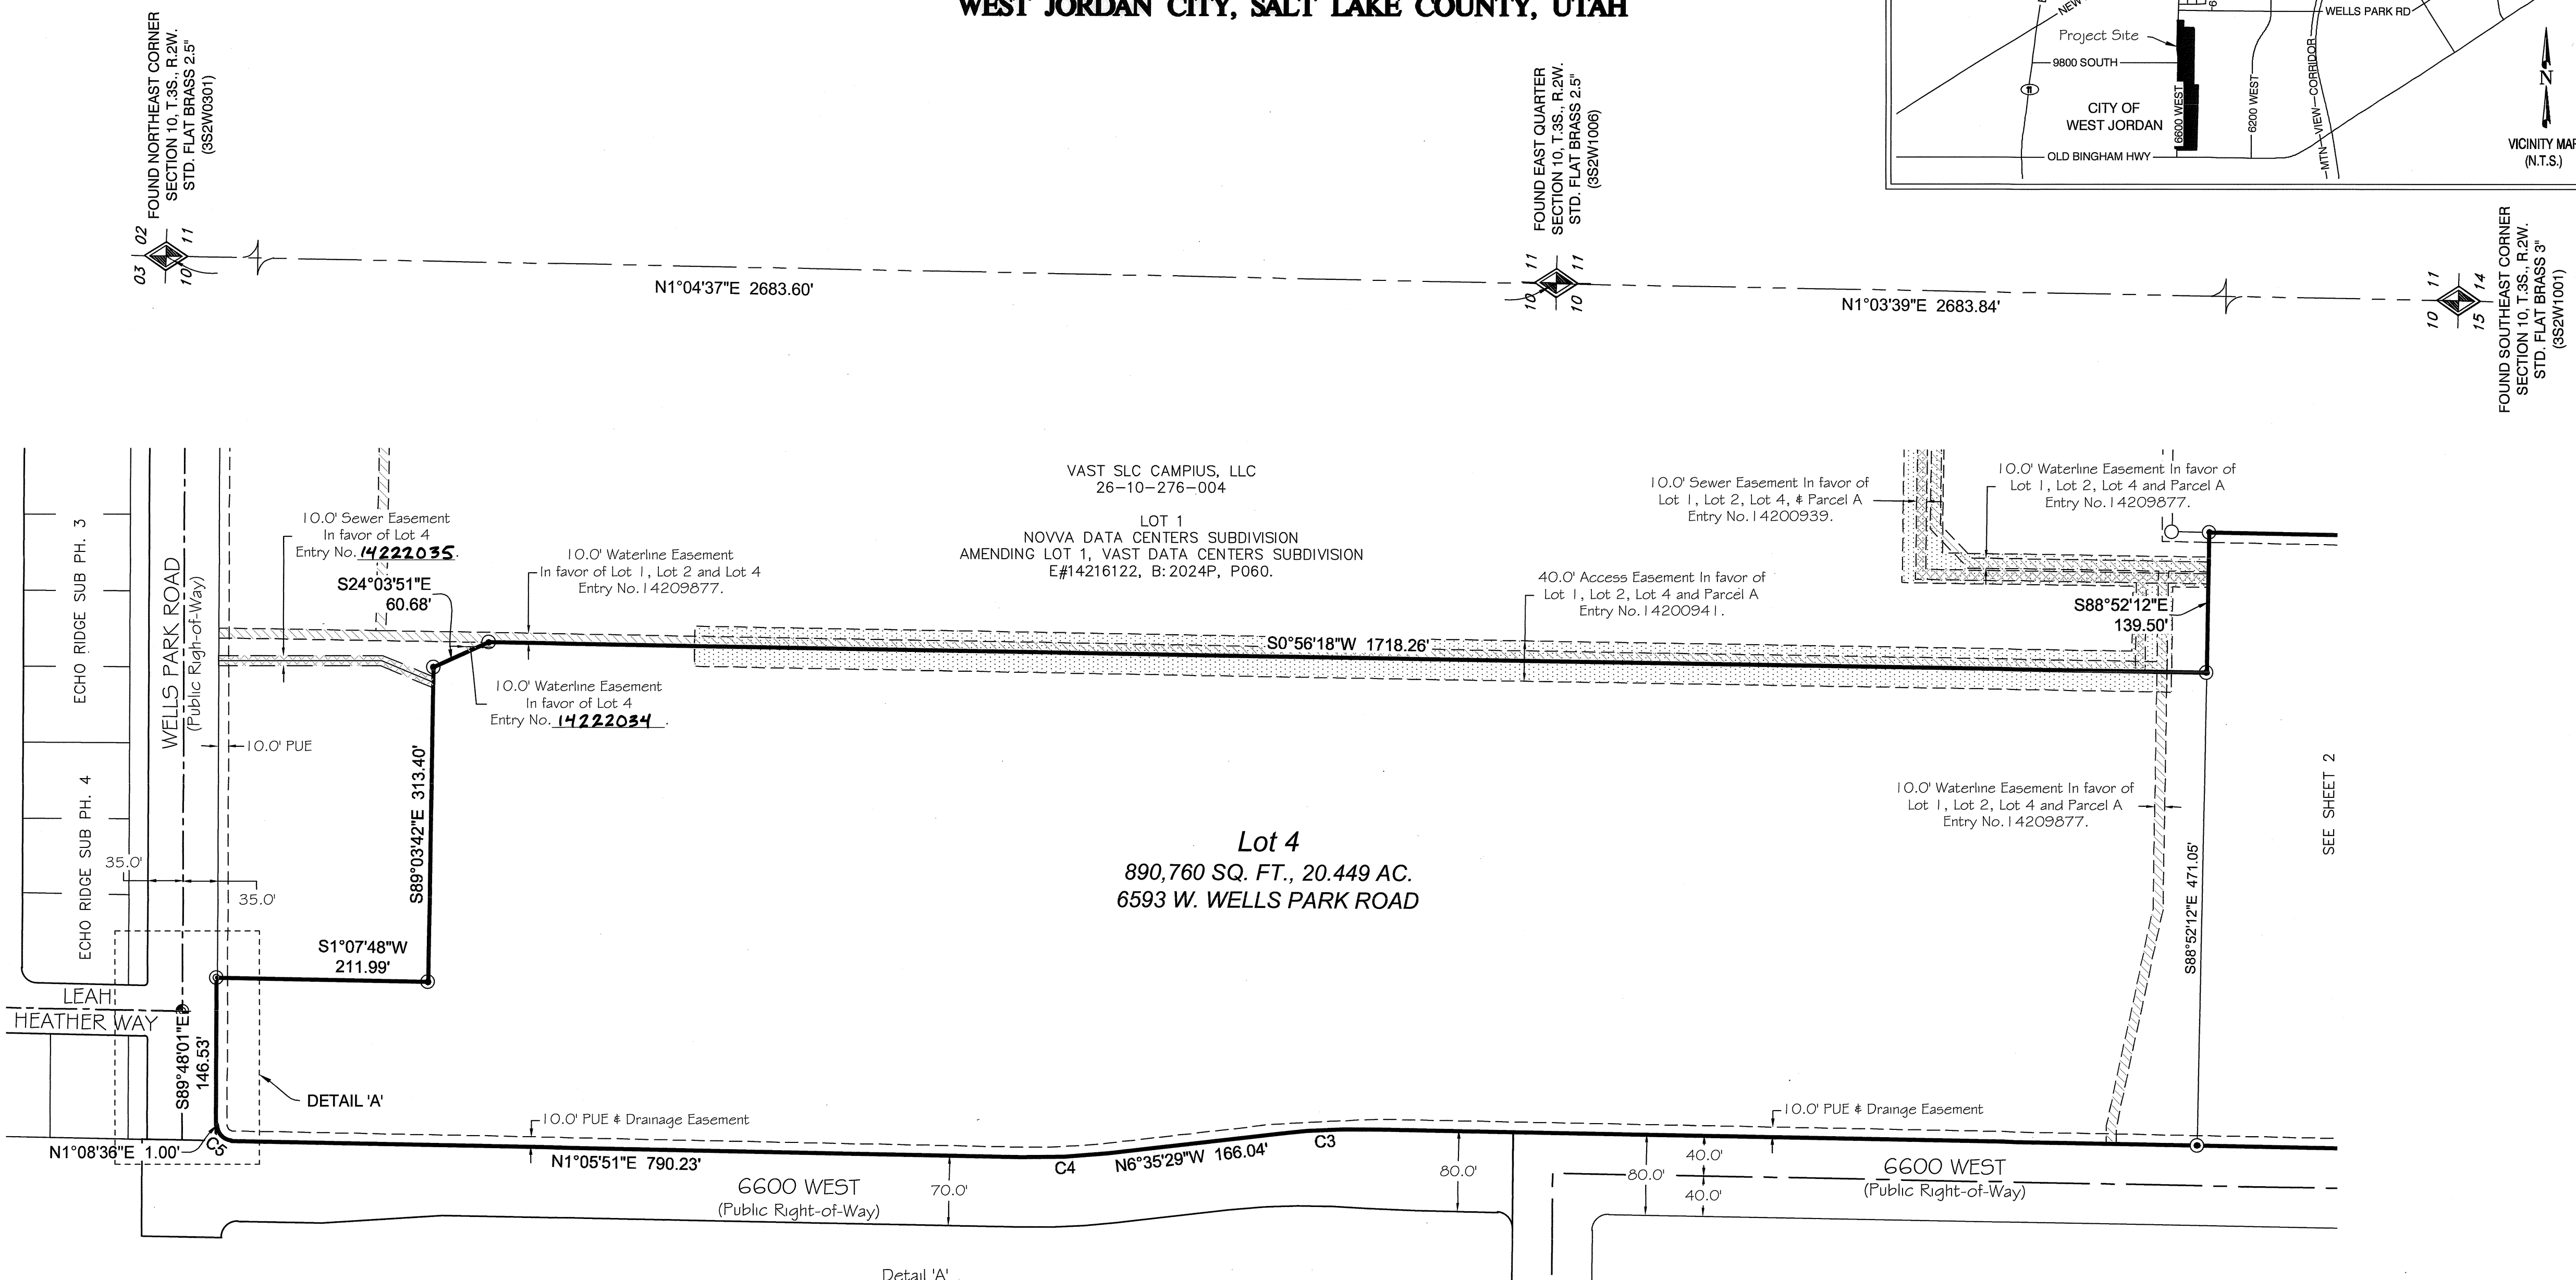 WEST JORDAN CITY, SALT LAKE COUNTY, UTAH
WELLS PARK RD
Project Site
9800 SOUTH
CITY OF
WEST JORDAN
6600 WEST
6200 WEST
MTN VIEW CORRIDOR
OLD BINGHAM HWY
N
VICINITY MAP
(N.T.S.)
FOUND NORTHEAST CORNER
SECTION 10, T.3S., R.2W.
STD. FLAT BRASS 2.5"
(3S2W0301)
02
11
03
10
FOUND EAST QUARTER
SECTION 10, T.3S., R.2W.
STD. FLAT BRASS 2.5"
(3S2W1006)
11
11
10
10
FOUND SOUTHEAST CORNER
SECTION 10, T.3S., R.2W.
STD. FLAT BRASS 3"
(3S2W1001)
11
14
10
15
N1°04'37"E 2683.60'
N1°03'39"E 2683.84'
VAST SLC CAMPIUS, LLC
26-10-276-004
LOT 1
NOVVA DATA CENTERS SUBDIVISION
AMENDING LOT 1, VAST DATA CENTERS SUBDIVISION
E#14216122, B:2024P, P060.
10.0' Sewer Easement
In favor of Lot 4
Entry No. 14222035.
S24°03'51"E
60.68'
10.0' Waterline Easement
In favor of Lot 1, Lot 2 and Lot 4
Entry No.14209877.
10.0' Waterline Easement
In favor of Lot 4
Entry No. 14222034.
10.0' Sewer Easement In favor of
Lot 1, Lot 2, Lot 4, & Parcel A
Entry No.14200939.
10.0' Waterline Easement In favor of
Lot 1, Lot 2, Lot 4 and Parcel A
Entry No.14209877.
40.0' Access Easement In favor of
Lot 1, Lot 2, Lot 4 and Parcel A
Entry No.14200941.
S0°56'18"W 1718.26'
S88°52'12"E
139.50'
ECHO RIDGE SUB PH. 3
ECHO RIDGE SUB PH. 4
WELLS PARK ROAD
(Public Right-of-Way)
10.0' PUE
35.0'
35.0'
S89°03'42"E 313.40'
S1°07'48"W
211.99'
LEAH
HEATHER WAY
S89°48'01"E
146.53'
DETAIL 'A'
N1°08'36"E 1.00'
C5
Lot 4
890,760 SQ. FT., 20.449 AC.
6593 W. WELLS PARK ROAD
10.0' Waterline Easement In favor of
Lot 1, Lot 2, Lot 4 and Parcel A
Entry No.14209877.
S88°52'12"E 471.05'
SEE SHEET 2
10.0' PUE & Drainage Easement
N1°05'51"E 790.23'
C4
N6°35'29"W 166.04'
C3
10.0' PUE & Drainge Easement
6600 WEST
(Public Right-of-Way)
70.0'
80.0'
80.0'
40.0'
40.0'
6600 WEST
(Public Right-of-Way)
Detail 'A'